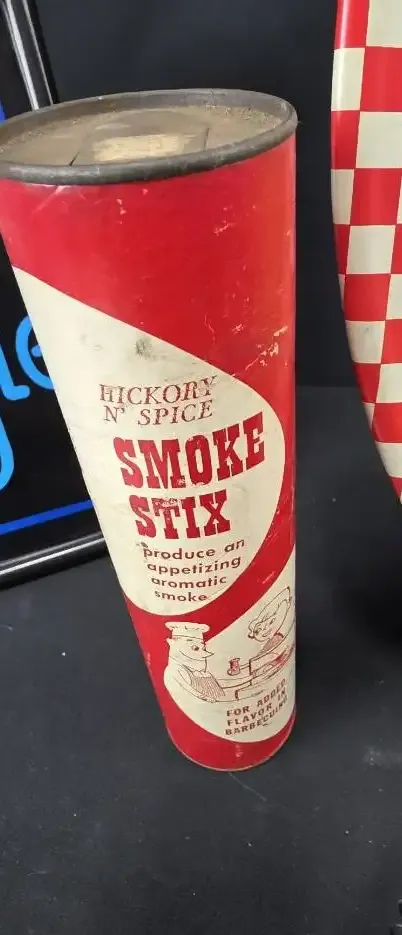 HICKORY
N' SPICE
SMOKE
STIX
produce an
appetizing
aromatic
smoke
FOR ADDED
FLAVOR IN
BARBECUING